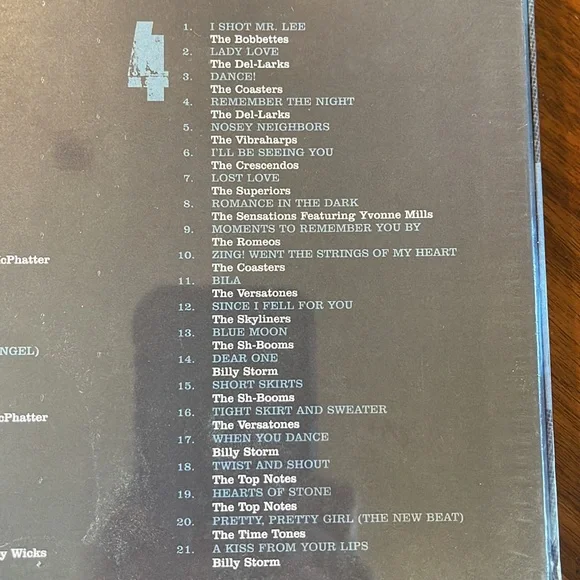 4
1. I SHOT MR. LEE
The Bobbettes
2. LADY LOVE
The Del-Larks
3. DANCE!
The Coasters
4. REMEMBER THE NIGHT
The Del-Larks
5. NOSEY NEIGHBORS
The Vibraharps
6. I'LL BE SEEING YOU
The Crescendos
7. LOST LOVE
The Superiors
8. ROMANCE IN THE DARK
The Sensations Featuring Yvonne Mills
9. MOMENTS TO REMEMBER YOU BY
The Romeos
10. ZING! WENT THE STRINGS OF MY HEART
The Coasters
11. BILA
The Versatones
12. SINCE I FELL FOR YOU
The Skyliners
13. BLUE MOON
The Sh-Booms
14. DEAR ONE
Billy Storm
15. SHORT SKIRTS
The Sh-Booms
16. TIGHT SKIRT AND SWEATER
The Versatones
17. WHEN YOU DANCE
Billy Storm
18. TWIST AND SHOUT
The Top Notes
19. HEARTS OF STONE
The Top Notes
20. PRETTY, PRETTY GIRL (THE NEW BEAT)
The Time Tones
21. A KISS FROM YOUR LIPS
Billy Storm
cPhatter
NGEL)
cPhatter
y Wicks